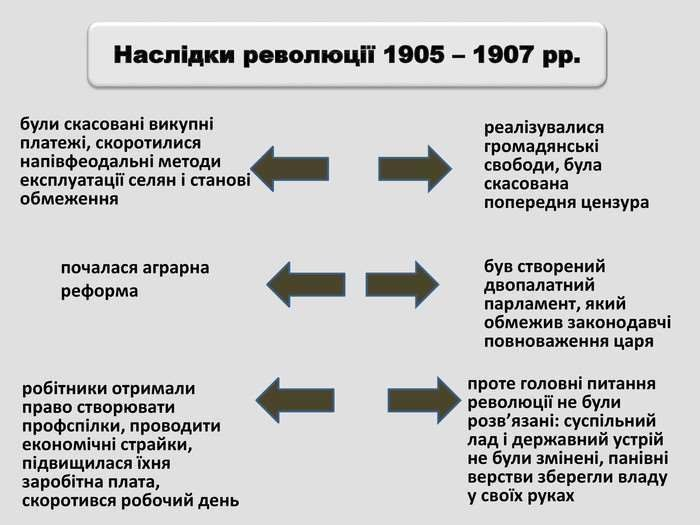 Наслідки революції 1905 – 1907 рр.
були скасовані викупні
платежі, скоротилися
напівфеодальні методи
експлуатації селян і станові
обмеження
реалізувалися
громадянські
свободи, була
скасована
попередня цензура
почалася аграрна
реформа
був створений
двопалатний
парламент, який
обмежив законодавчі
повноваження царя
робітники отримали
право створювати
профспілки, проводити
економічні страйки,
підвищилася їхня
заробітна плата,
скоротився робочий день
проте головні питання
революції не були
розв’язані: суспільний
лад і державний устрій
не були змінені, панівні
верстви зберегли владу
у своїх руках